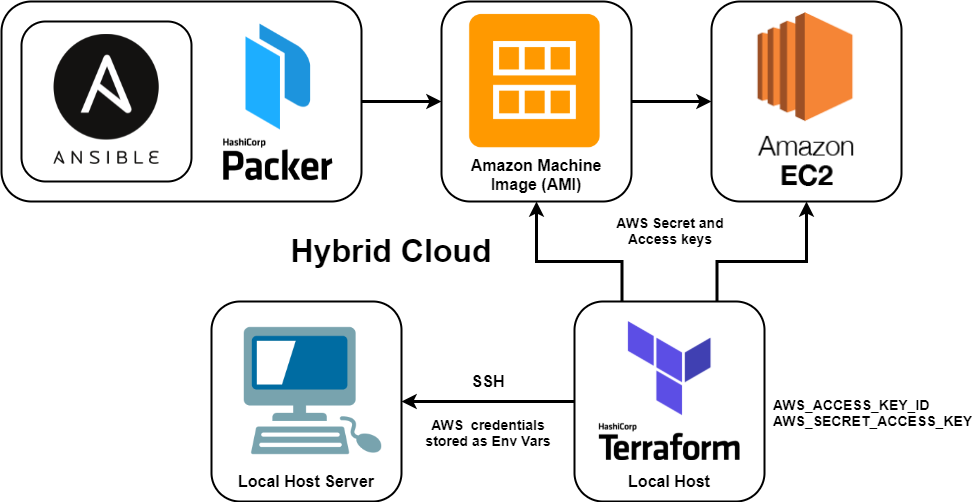 ANSIBLE
HashiCorp
Packer
Amazon Machine
Image (AMI)
Amazon
EC2
AWS Secret and
Access keys
Hybrid Cloud
SSH
AWS credentials
stored as Env Vars
Local Host Server
HashiCorp
Terraform
Local Host
AWS_ACCESS_KEY_ID
AWS_SECRET_ACCESS_KEY